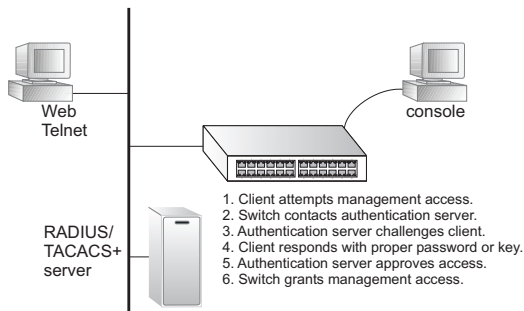 Web
Telnet
console
RADIUS/
TACACS+
server
1. Client attempts management access.
2. Switch contacts authentication server.
3. Authentication server challenges client.
4. Client responds with proper password or key.
5. Authentication server approves access.
6. Switch grants management access.